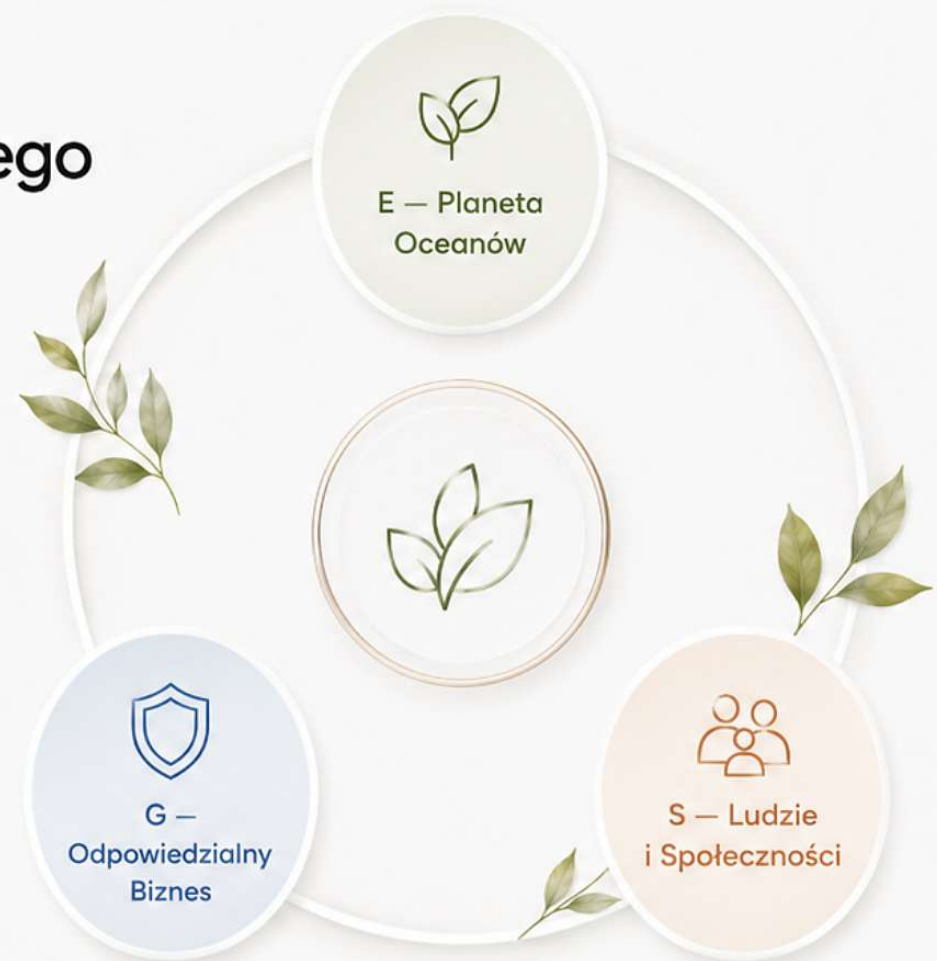 ego
E — Planeta
Oceanów
G —
Odpowiedzialny
Biznes
S — Ludzie
i Społeczności